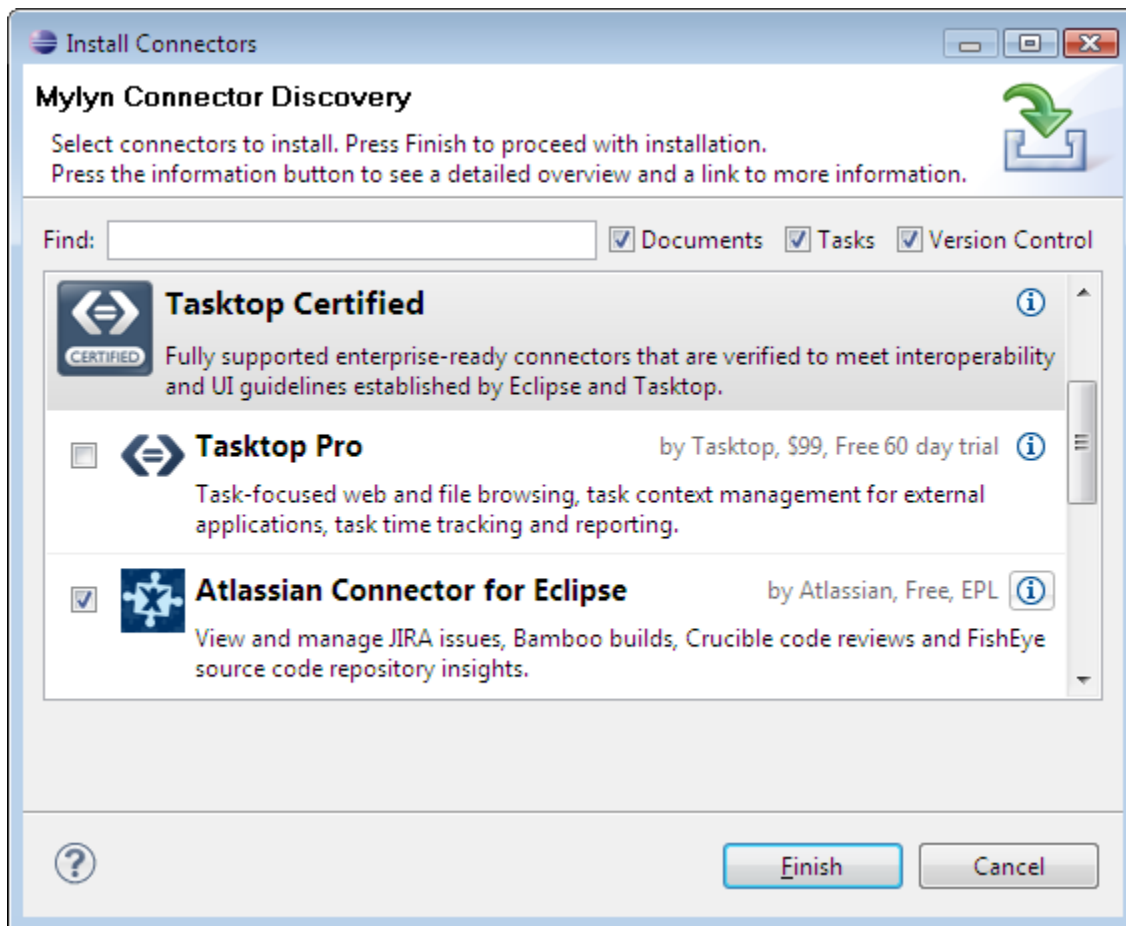 Install Connectors
Mylyn Connector Discovery
Select connectors to install. Press Finish to proceed with installation.
Press the information button to see a detailed overview and a link to more information.
Find: Documents Tasks Version Control
Tasktop Certified
CERTIFIED
Fully supported enterprise-ready connectors that are verified to meet interoperability
and UI guidelines established by Eclipse and Tasktop.
Tasktop Pro by Tasktop, $99, Free 60 day trial
Task-focused web and file browsing, task context management for external
applications, task time tracking and reporting.
Atlassian Connector for Eclipse by Atlassian, Free, EPL
View and manage JIRA issues, Bamboo builds, Crucible code reviews and FishEye
source code repository insights.
Finish Cancel